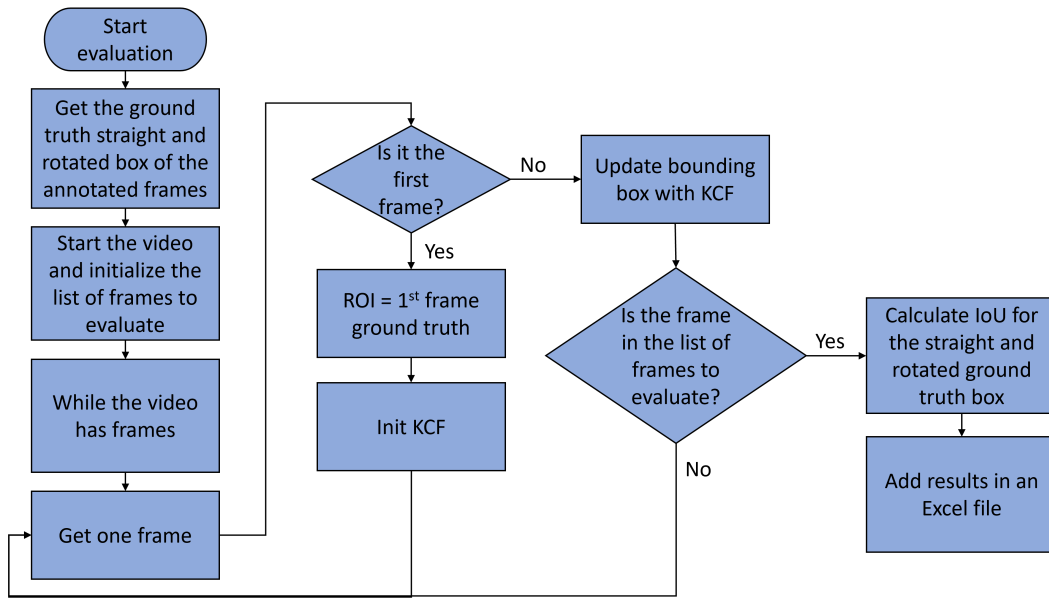 Start
evaluation
Get the ground
truth straight and
rotated box of the
annotated frames
Start the video
and initialize the
list of frames to
evaluate
While the video
has frames
Get one frame
Is it the
first
frame?
No
Yes
ROI = 1st frame
ground truth
Init KCF
Update bounding
box with KCF
Is the frame
in the list of
frames to
evaluate?
Yes
No
Calculate IoU for
the straight and
rotated ground
truth box
Add results in an
Excel file